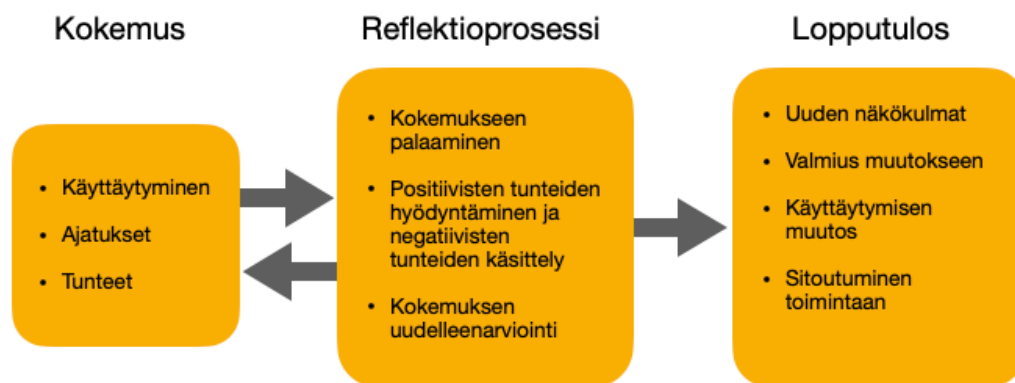 Kokemus
Reflektioprosessi
Lopputulos
• Käyttäytyminen
• Ajatukset
• Tunteet
• Kokemukseen
palaaminen
• Positiivisten tunteiden
hyödyntäminen ja
negatiivisten
tunteiden käsittely
• Kokemuksen
uudelleenarviointi
• Uuden näkökulmat
• Valmius muutokseen
• Käyttäytymisen
muutos
• Sitoutuminen
toimintaan